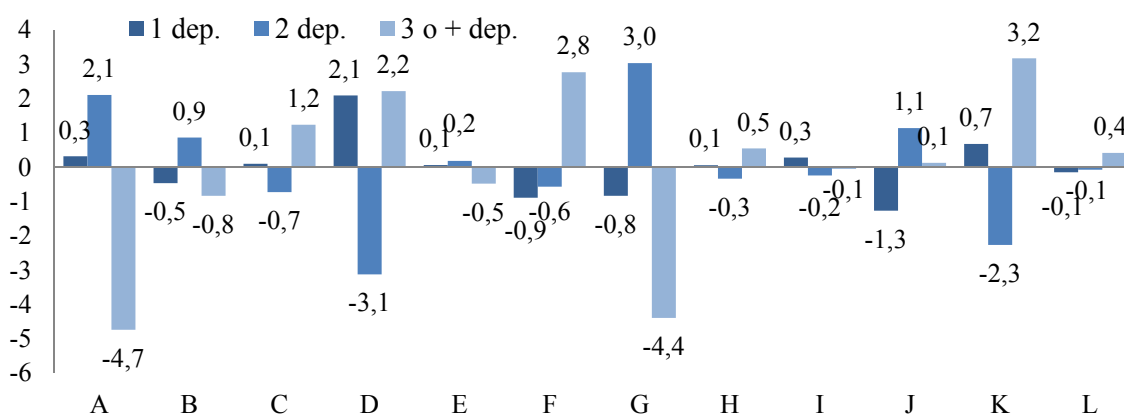 1 dep. 2 dep. 3 o + dep.
4
3
2
1
0
-1
-2
-3
-4
-5
-6
0,3 2,1 -4,7
-0,5 0,9 -0,8
0,1 -0,7 1,2
2,1 -3,1 2,2
0,1 0,2 -0,5
-0,9 -0,6 2,8
-0,8 3,0 -4,4
0,1 -0,3 0,5
0,3 -0,2 -0,1
-1,3 1,1 0,1
0,7 -2,3 3,2
-0,1 -0,1 0,4
A B C D E F G H I J K L